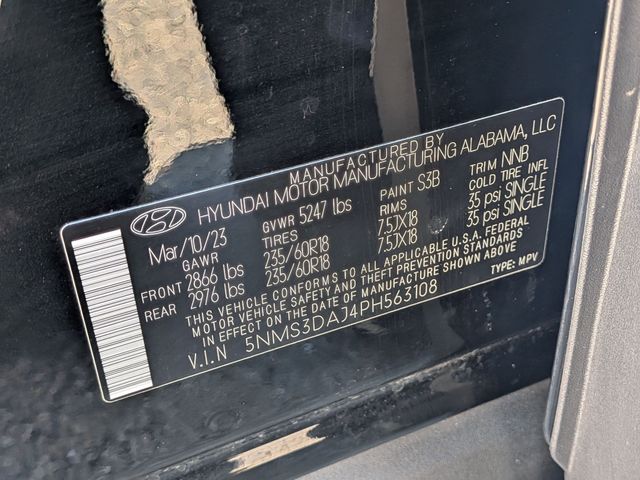 MANUFACTURED BY
HYUNDAI MOTOR MANUFACTURING ALABAMA, LLC
Mar/10/23 GVWR 5247 lbs PAINT S3B TRIM NNB
GAWR TIRES RIMS COLD TIRE INFL
FRONT 2866 lbs 235/60R18 7.5JX18 35 psi SINGLE
REAR 2976 lbs 235/60R18 7.5JX18 35 psi SINGLE
THIS VEHICLE CONFORMS TO ALL APPLICABLE U.S.A. FEDERAL
MOTOR VEHICLE SAFETY AND THEFT PREVENTION STANDARDS
IN EFFECT ON THE DATE OF MANUFACTURE SHOWN ABOVE
V.I.N 5NMS3DAJ4PH563108 TYPE: MPV